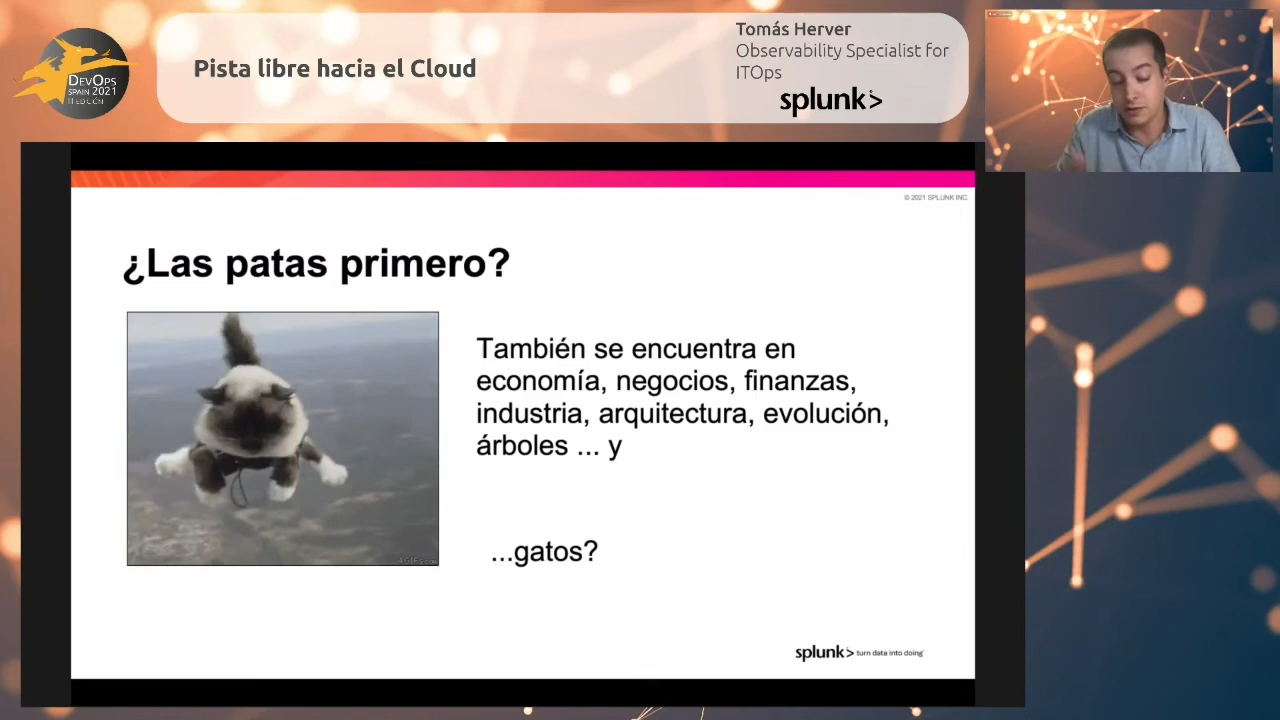 DEVOPS
SPAIN 2021
II EDICIÓN
Pista libre hacia el Cloud
Tomás Herver
Observability Specialist for
ITOps
splunk>
© 2021 SPLUNK INC.
¿Las patas primero?
También se encuentra en
economía, negocios, finanzas,
industria, arquitectura, evolución,
árboles ... y
...gatos?
splunk> turn data into doing